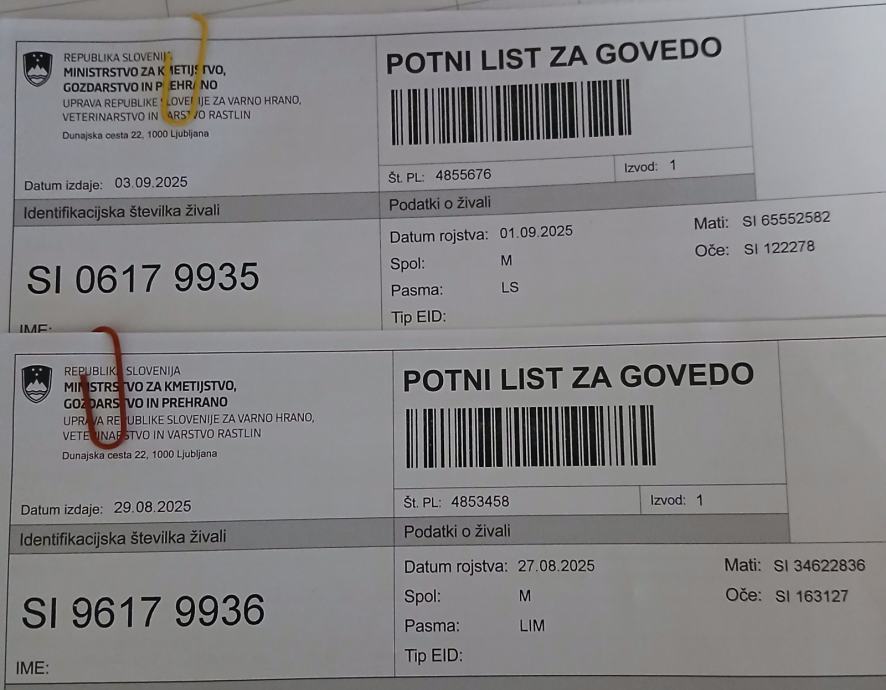 REPUBLIKA SLOVENIJA
MINISTRSTVO ZA KMETIJSTVO,
GOZDARSTVO IN PREHRANO
UPRAVA REPUBLIKE SLOVENIJE ZA VARNO HRANO,
VETERINARSTVO IN VARSTVO RASTLIN
Dunajska cesta 22, 1000 Ljubljana
POTNI LIST ZA GOVEDO
Datum izdaje: 03.09.2025
Št. PL: 4855676
Izvod: 1
Identifikacijska številka živali
Podatki o živali
SI 0617 9935
Datum rojstva: 01.09.2025
Mati: SI 65552582
Spol: M
Oče: SI 122278
Pasma: LS
Tip EID:
IME:
REPUBLIKA SLOVENIJA
MINISTRSTVO ZA KMETIJSTVO,
GOZDARSTVO IN PREHRANO
UPRAVA REPUBLIKE SLOVENIJE ZA VARNO HRANO,
VETERINARSTVO IN VARSTVO RASTLIN
Dunajska cesta 22, 1000 Ljubljana
POTNI LIST ZA GOVEDO
Datum izdaje: 29.08.2025
Št. PL: 4853458
Izvod: 1
Identifikacijska številka živali
Podatki o živali
SI 9617 9936
Datum rojstva: 27.08.2025
Mati: SI 34622836
Spol: M
Oče: SI 163127
Pasma: LIM
Tip EID:
IME: